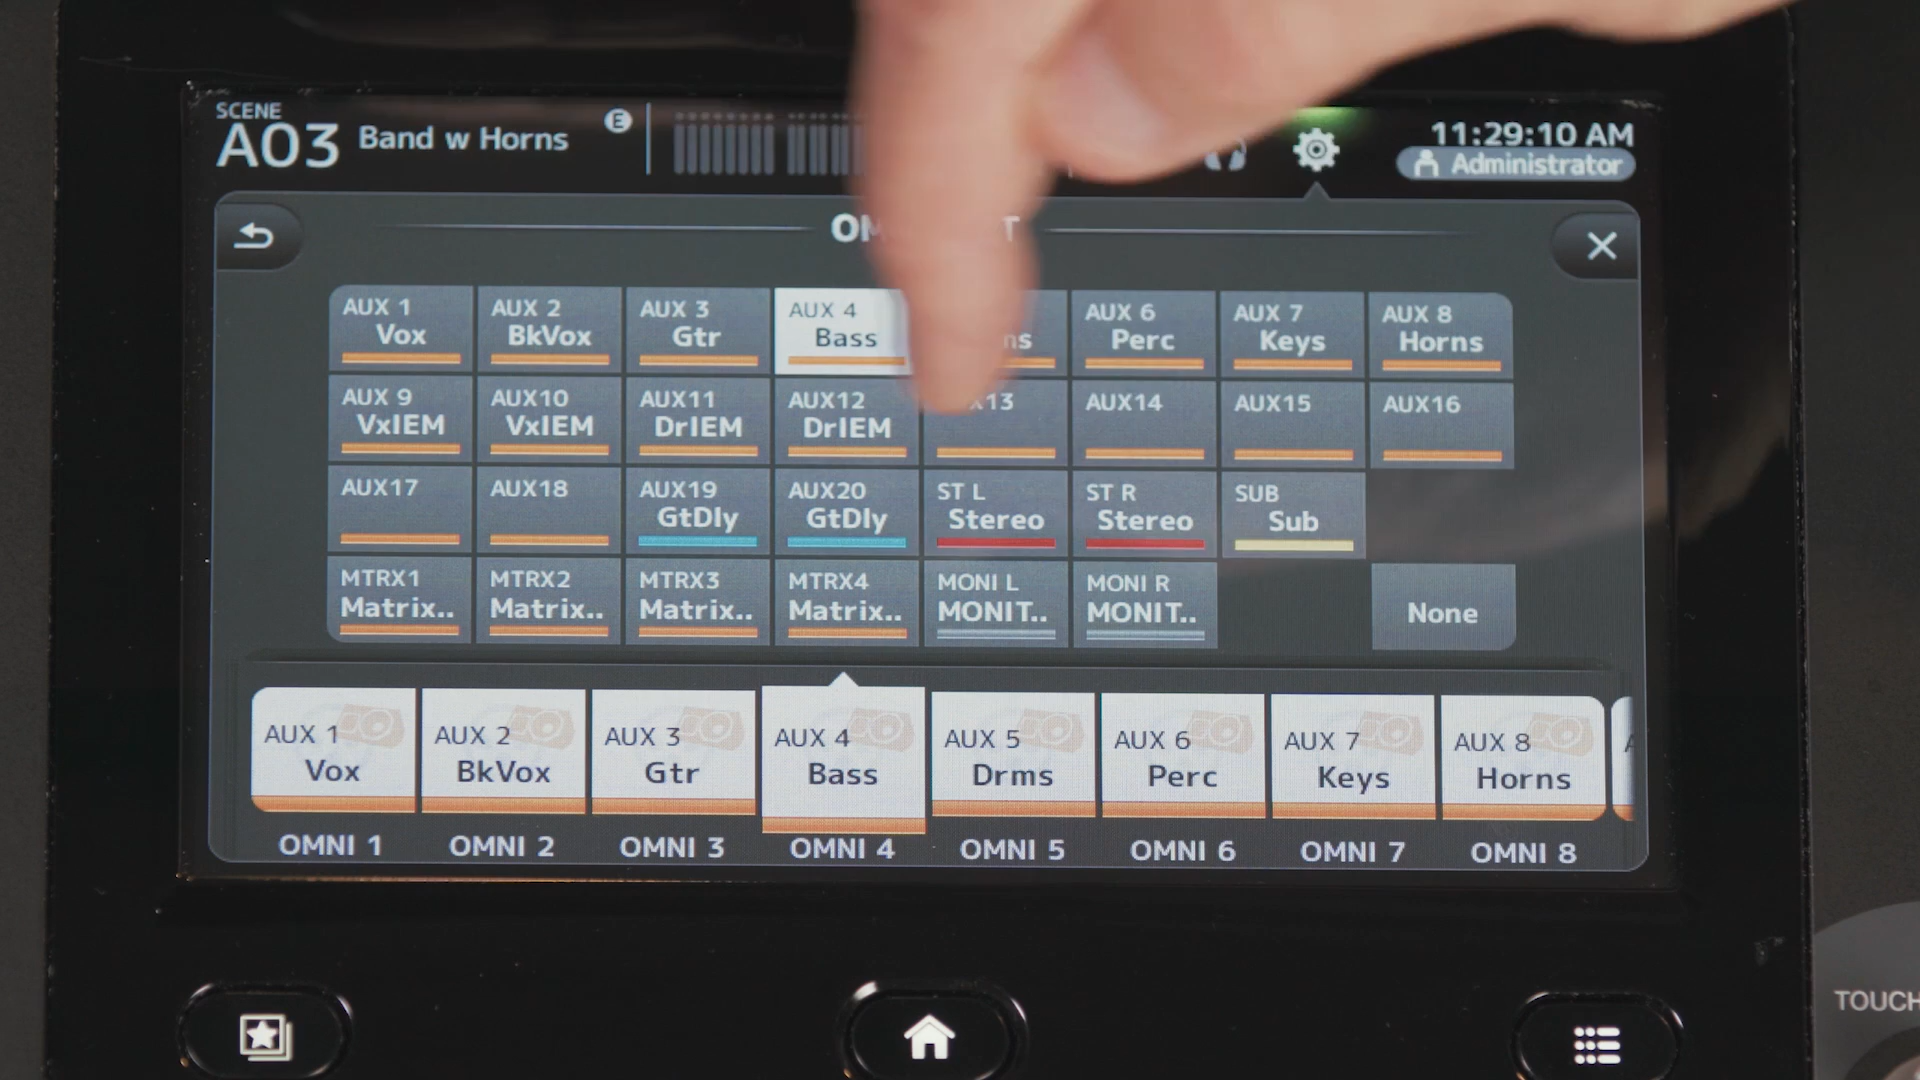 SCENE
A03 Band w Horns E
11:29:10 AM
Administrator
AUX 1 AUX 2 AUX 3 AUX 4 AUX 6 AUX 7 AUX 8
Vox BkVox Gtr Bass Perc Keys Horns
AUX 9 AUX10 AUX11 AUX12 AUX14 AUX15 AUX16
VxIEM VxIEM DrIEM DrIEM
AUX17 AUX18 AUX19 AUX20 ST L ST R SUB
GtDly GtDly Stereo Stereo Sub
MTRX1 MTRX2 MTRX3 MTRX4 MONI L MONI R
Matrix.. Matrix.. Matrix.. Matrix.. MONIT.. MONIT.. None
AUX 1 AUX 2 AUX 3 AUX 4 AUX 5 AUX 6 AUX 7 AUX 8
Vox BkVox Gtr Bass Drms Perc Keys Horns
OMNI 1 OMNI 2 OMNI 3 OMNI 4 OMNI 5 OMNI 6 OMNI 7 OMNI 8
TOUCH